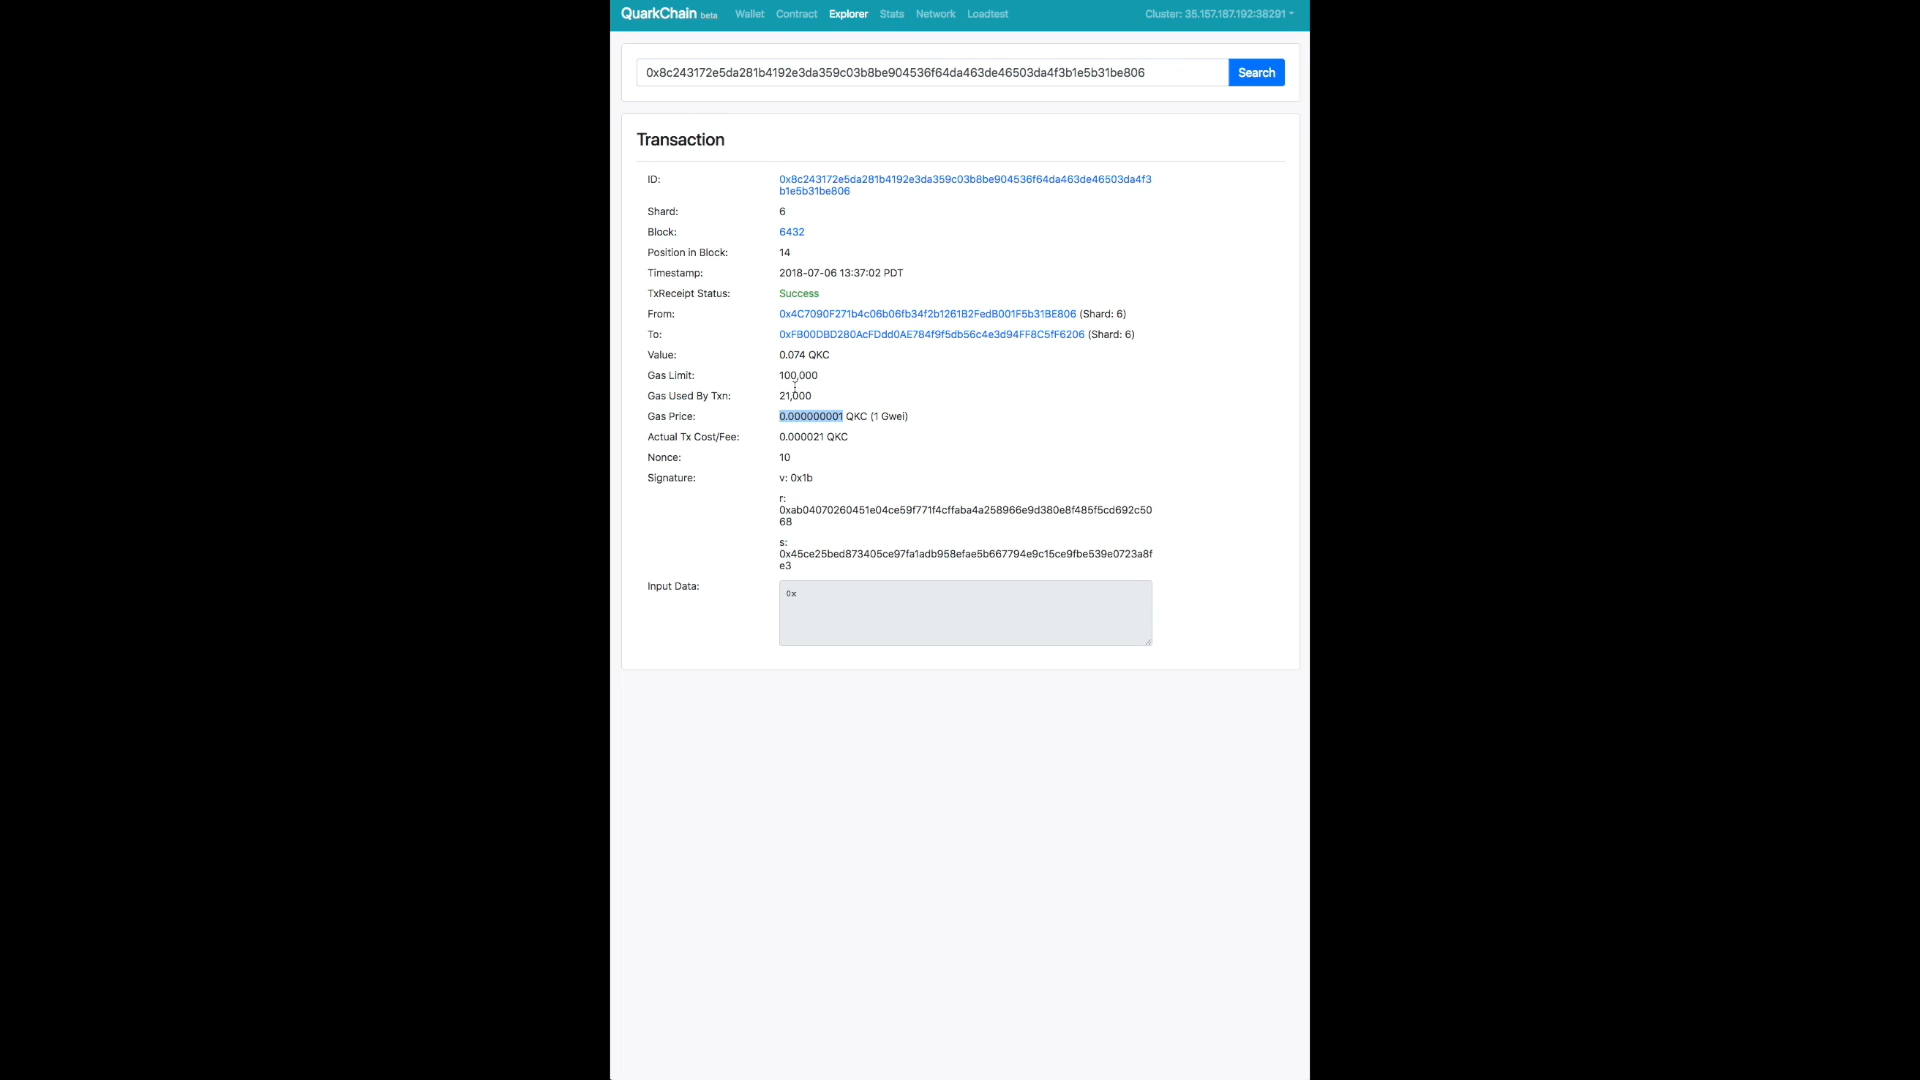 QuarkChain beta Wallet Contract Explorer Stats Network Loadtest Cluster: 35.157.187.192:38291
0x8c243172e5da281b4192e3da359c03b8be904536f64da463de46503da4f3b1e5b31be806 Search
Transaction
ID: 0x8c243172e5da281b4192e3da359c03b8be904536f64da463de46503da4f3
b1e5b31be806
Shard: 6
Block: 6432
Position in Block: 14
Timestamp: 2018-07-06 13:37:02 PDT
TxReceipt Status: Success
From: 0x4C7090F271b4c06b06fb34f2b1261B2FedB001F5b31BE806 (Shard: 6)
To: 0xFB00DBD280AcFDdd0AE784f9f5db56c4e3d94FF8C5fF6206 (Shard: 6)
Value: 0.074 QKC
Gas Limit: 100,000
Gas Used By Txn: 21,000
Gas Price: 0.000000001 QKC (1 Gwei)
Actual Tx Cost/Fee: 0.000021 QKC
Nonce: 10
Signature: v: 0x1b
r:
0xab04070260451e04ce59f771f4cffaba4a258966e9d380e8f485f5cd692c50
68
s:
0x45ce25bed873405ce97fa1adb958efae5b667794e9c15ce9fbe539e0723a8f
e3
Input Data: 0x